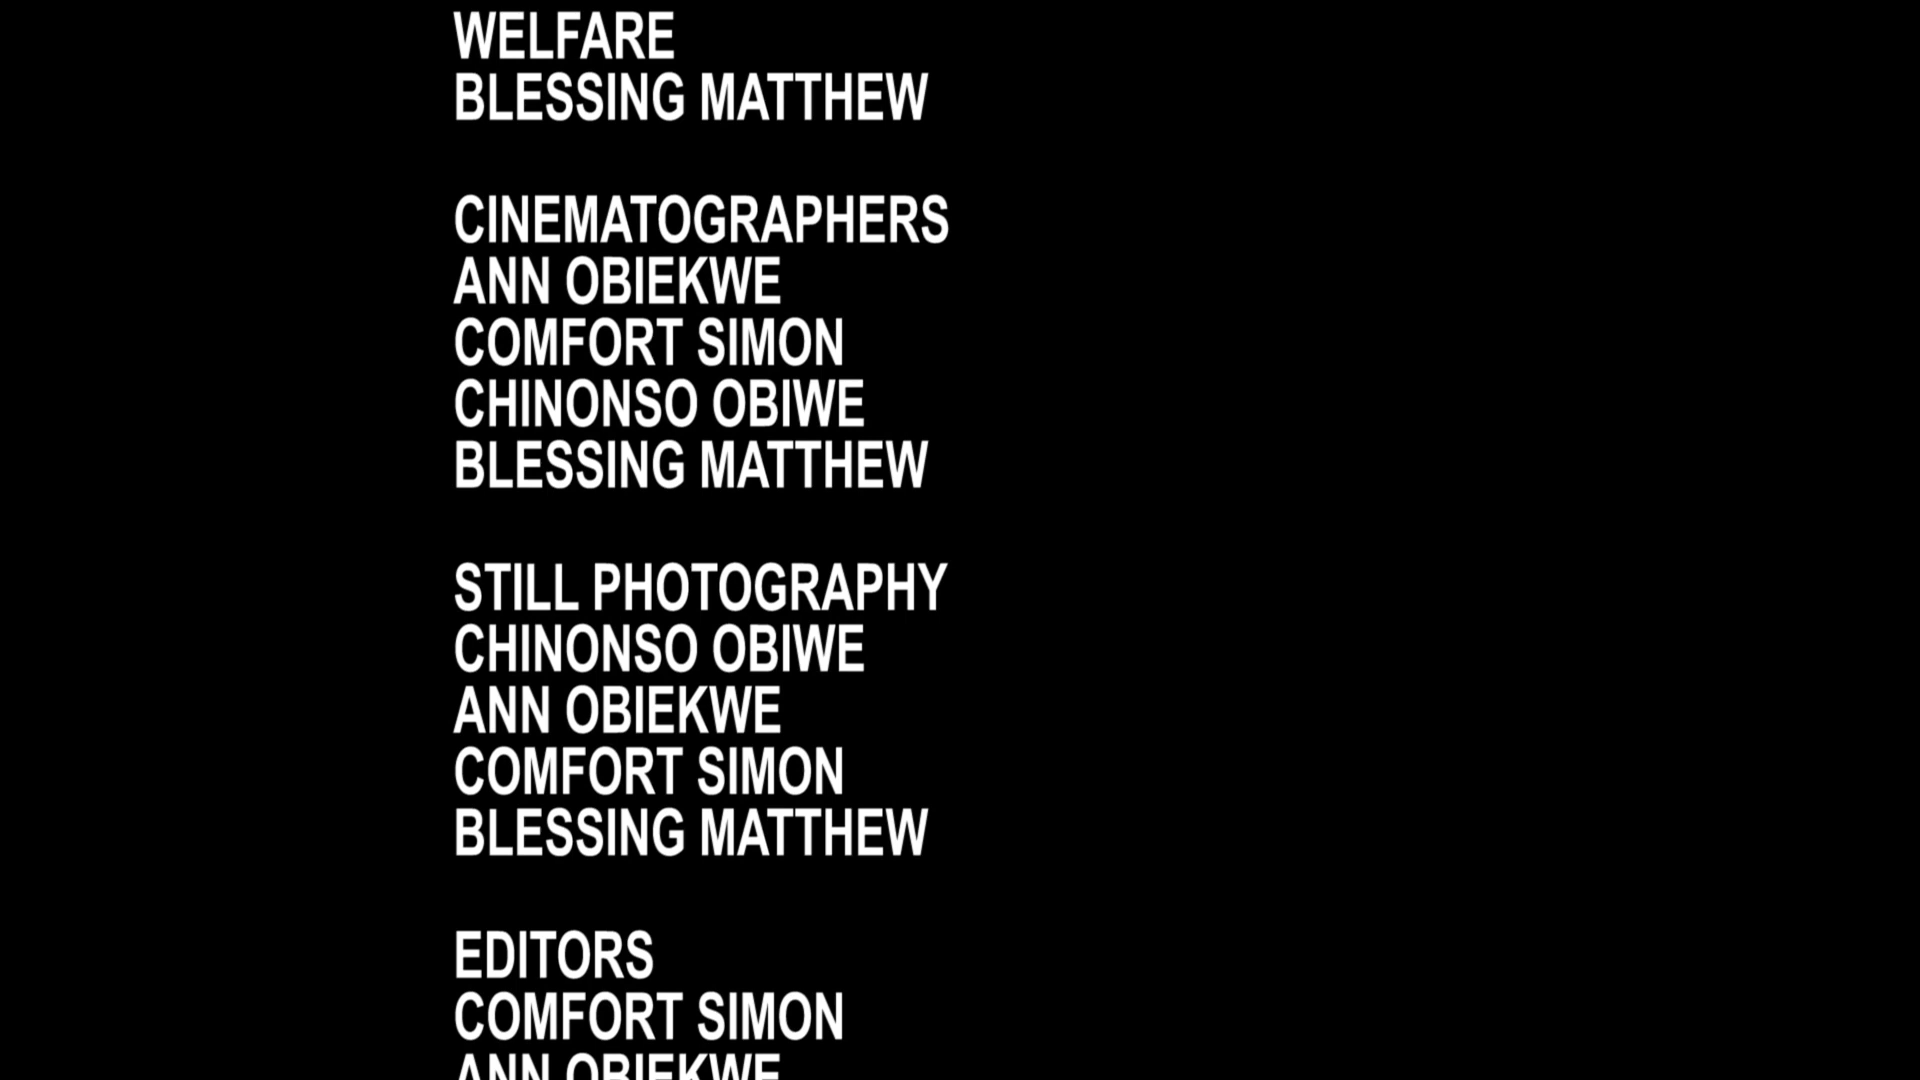 WELFARE
BLESSING MATTHEW
CINEMATOGRAPHERS
ANN OBIEKWE
COMFORT SIMON
CHINONSO OBIWE
BLESSING MATTHEW
STILL PHOTOGRAPHY
CHINONSO OBIWE
ANN OBIEKWE
COMFORT SIMON
BLESSING MATTHEW
EDITORS
COMFORT SIMON
ANN OBIEKWE